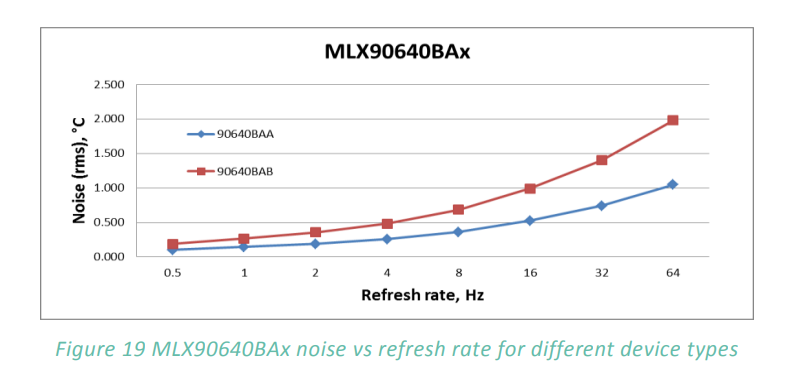 MLX90640BAx
2.500
2.000
1.500
1.000
0.500
0.000
Noise (rms), °C
90640BAA
90640BAB
0.5 1 2 4 8 16 32 64
Refresh rate, Hz
Figure 19 MLX90640BAx noise vs refresh rate for different device types